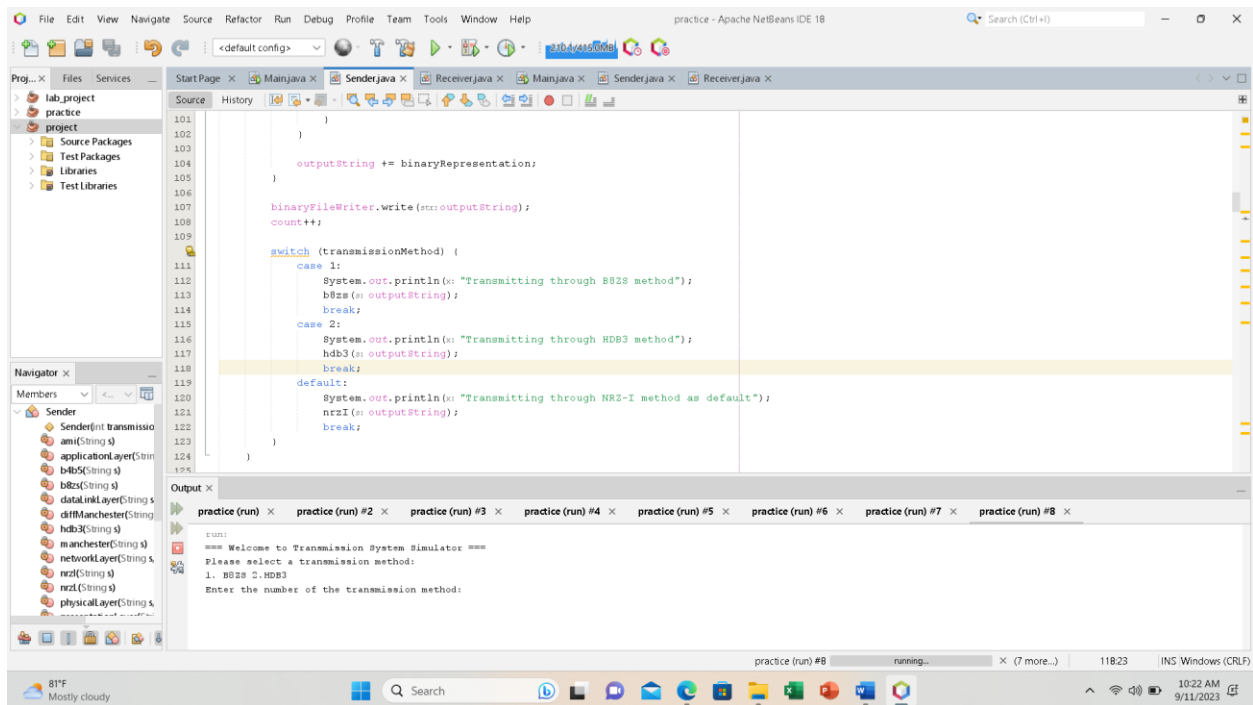 File Edit View Navigate Source Refactor Run Debug Profile Team Tools Window Help
practice - Apache NetBeans IDE 18
Search (Ctrl+I)
<default config>
210.4/415.0MB
Proj... Files Services
Start Page Main.java Sender.java Receiver.java Main.java Sender.java Receiver.java
lab_project
practice
project
Source Packages
Test Packages
Libraries
Test Libraries
Source History
101 }
102 }
103
104 outputString += binaryRepresentation;
105 }
106
107 binaryFileWriter.write(str: outputString);
108 count++;
109
switch (transmissionMethod) {
111 case 1:
112 System.out.println(x: "Transmitting through B8ZS method");
113 b8zs(s: outputString);
114 break;
115 case 2:
116 System.out.println(x: "Transmitting through HDB3 method");
117 hdb3(s: outputString);
118 break;
119 default:
120 System.out.println(x: "Transmitting through NRZ-I method as default");
121 nrzI(s: outputString);
122 break;
123 }
124 }
125
Navigator
Members <...
Sender
Sender(int transmissio
ami(String s)
applicationLayer(Strin
b4b5(String s)
b8zs(String s)
dataLinkLayer(String s
diffManchester(String
hdb3(String s)
manchester(String s)
networkLayer(String s,
nrzI(String s)
nrzL(String s)
physicalLayer(String s,
Output
practice (run) practice (run) #2 practice (run) #3 practice (run) #4 practice (run) #5 practice (run) #6 practice (run) #7 practice (run) #8
run:
=== Welcome to Transmission System Simulator ===
Please select a transmission method:
1. B8ZS 2.HDB3
Enter the number of the transmission method:
practice (run) #8 running... (7 more...) 118:23 INS Windows (CRLF)
81°F
Mostly cloudy
Search
10:22 AM
9/11/2023